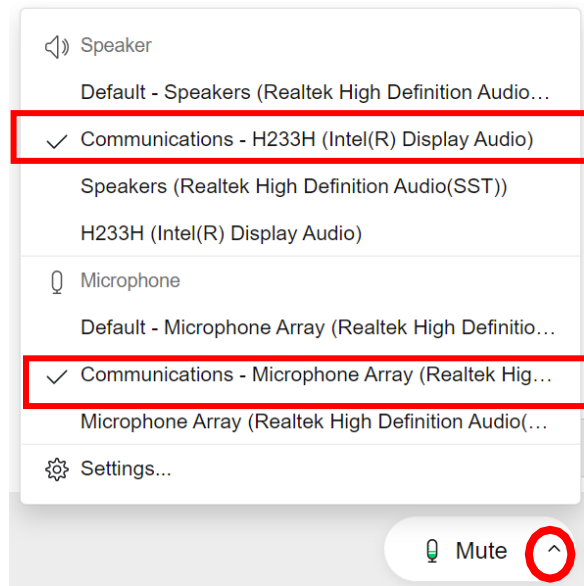 Speaker
Default - Speakers (Realtek High Definition Audio...
Communications - H233H (Intel(R) Display Audio)
Speakers (Realtek High Definition Audio(SST))
H233H (Intel(R) Display Audio)
Microphone
Default - Microphone Array (Realtek High Definitio...
Communications - Microphone Array (Realtek Hig...
Microphone Array (Realtek High Definition Audio(...
Settings...
Mute